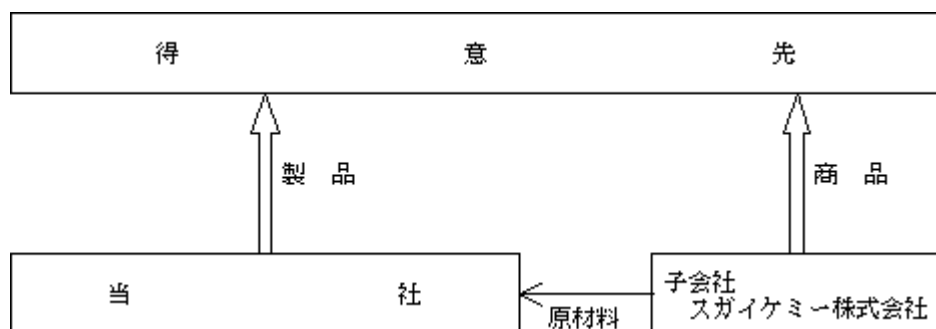 得 意 先
製 品
商 品
当 社
子会社
スガイケミー株式会社
原材料